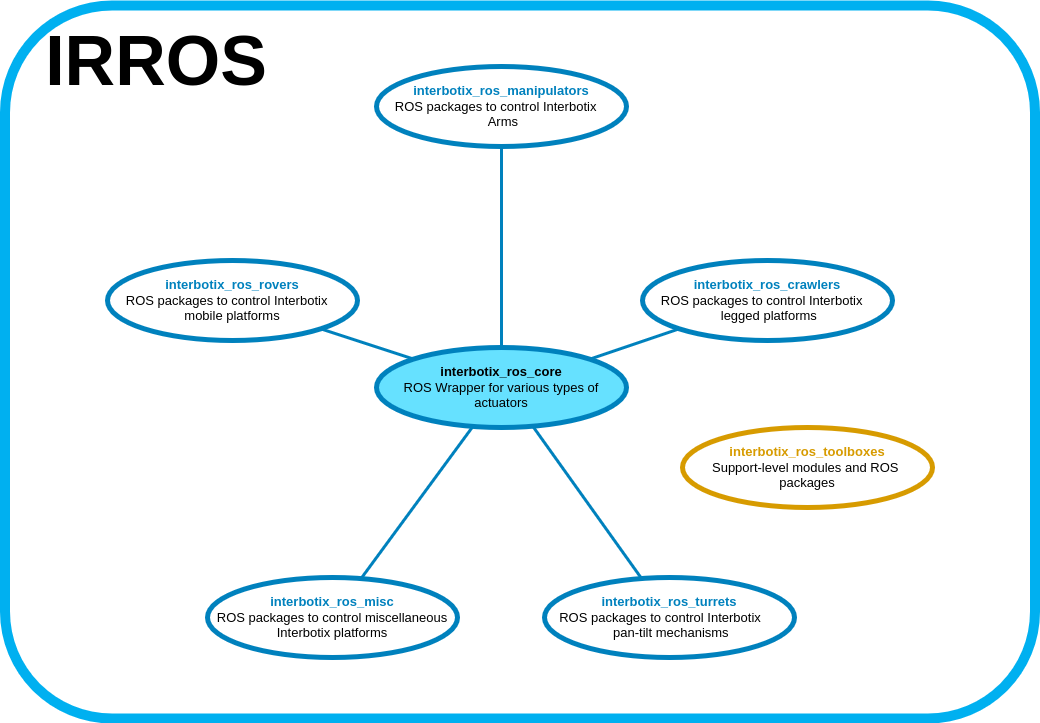 IRROS
interbotix_ros_manipulators
ROS packages to control Interbotix
Arms
interbotix_ros_rovers
ROS packages to control Interbotix
mobile platforms
interbotix_ros_crawlers
ROS packages to control Interbotix
legged platforms
interbotix_ros_core
ROS Wrapper for various types of
actuators
interbotix_ros_toolboxes
Support-level modules and ROS
packages
interbotix_ros_misc
ROS packages to control miscellaneous
Interbotix platforms
interbotix_ros_turrets
ROS packages to control Interbotix
pan-tilt mechanisms